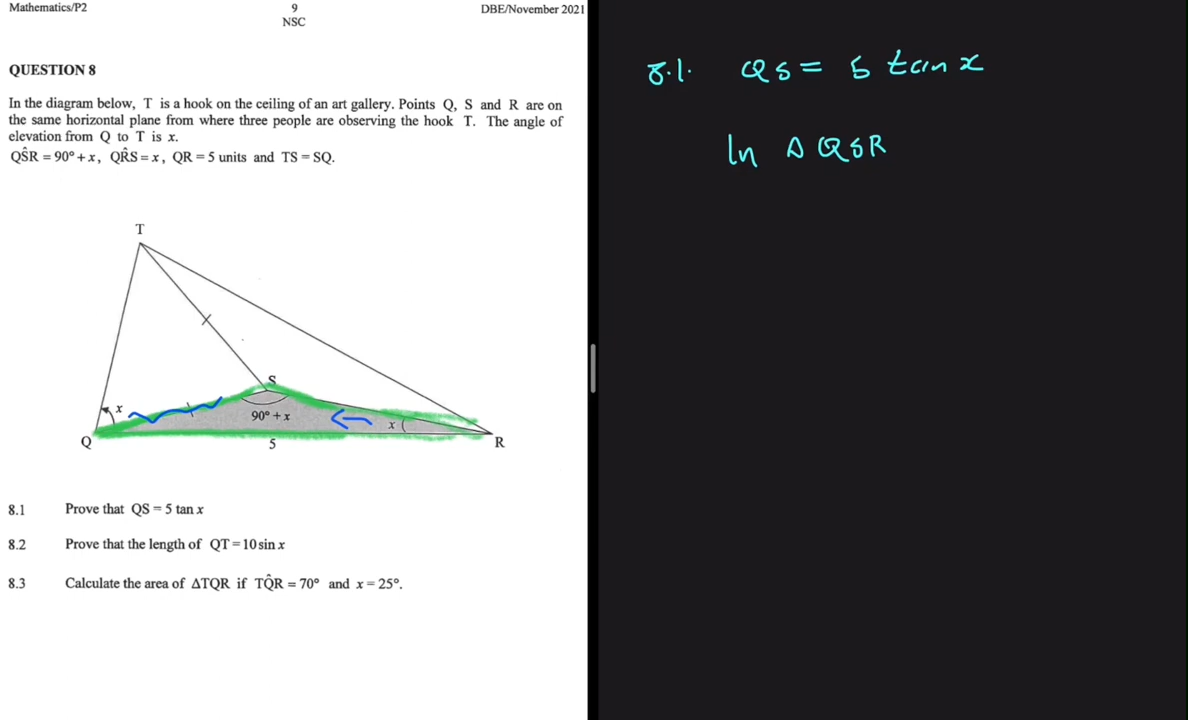 Mathematics/P2
9
NSC
DBE/November 2021
QUESTION 8
In the diagram below, T is a hook on the ceiling of an art gallery. Points Q, S and R are on
the same horizontal plane from where three people are observing the hook T. The angle of
elevation from Q to T is x.
QŜR = 90° + x, QR̂S = x, QR = 5 units and TS = SQ.
T
S
x
90° + x
x
Q
5
R
8.1 Prove that QS = 5 tan x
8.2 Prove that the length of QT = 10 sin x
8.3 Calculate the area of ΔTQR if TQ̂R = 70° and x = 25°.
8.1. QS = 5 tan x
In Δ QSR